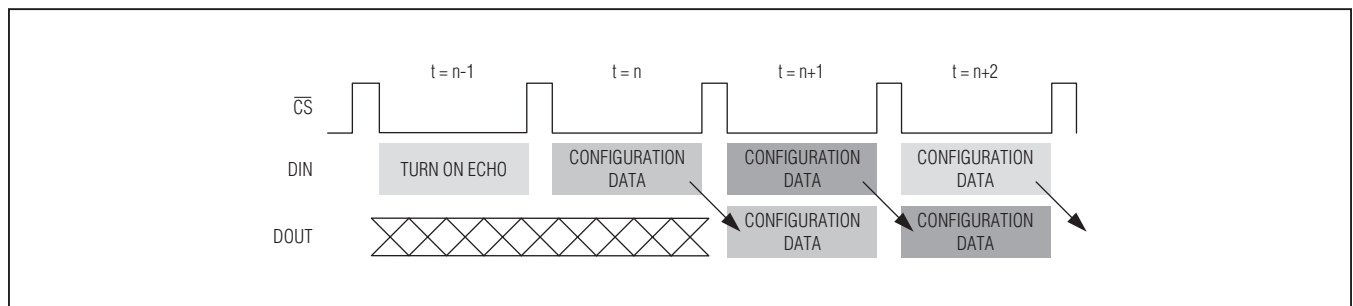 t = n-1 t = n t = n+1 t = n+2
CS
DIN TURN ON ECHO CONFIGURATION DATA CONFIGURATION DATA CONFIGURATION DATA
DOUT CONFIGURATION DATA CONFIGURATION DATA